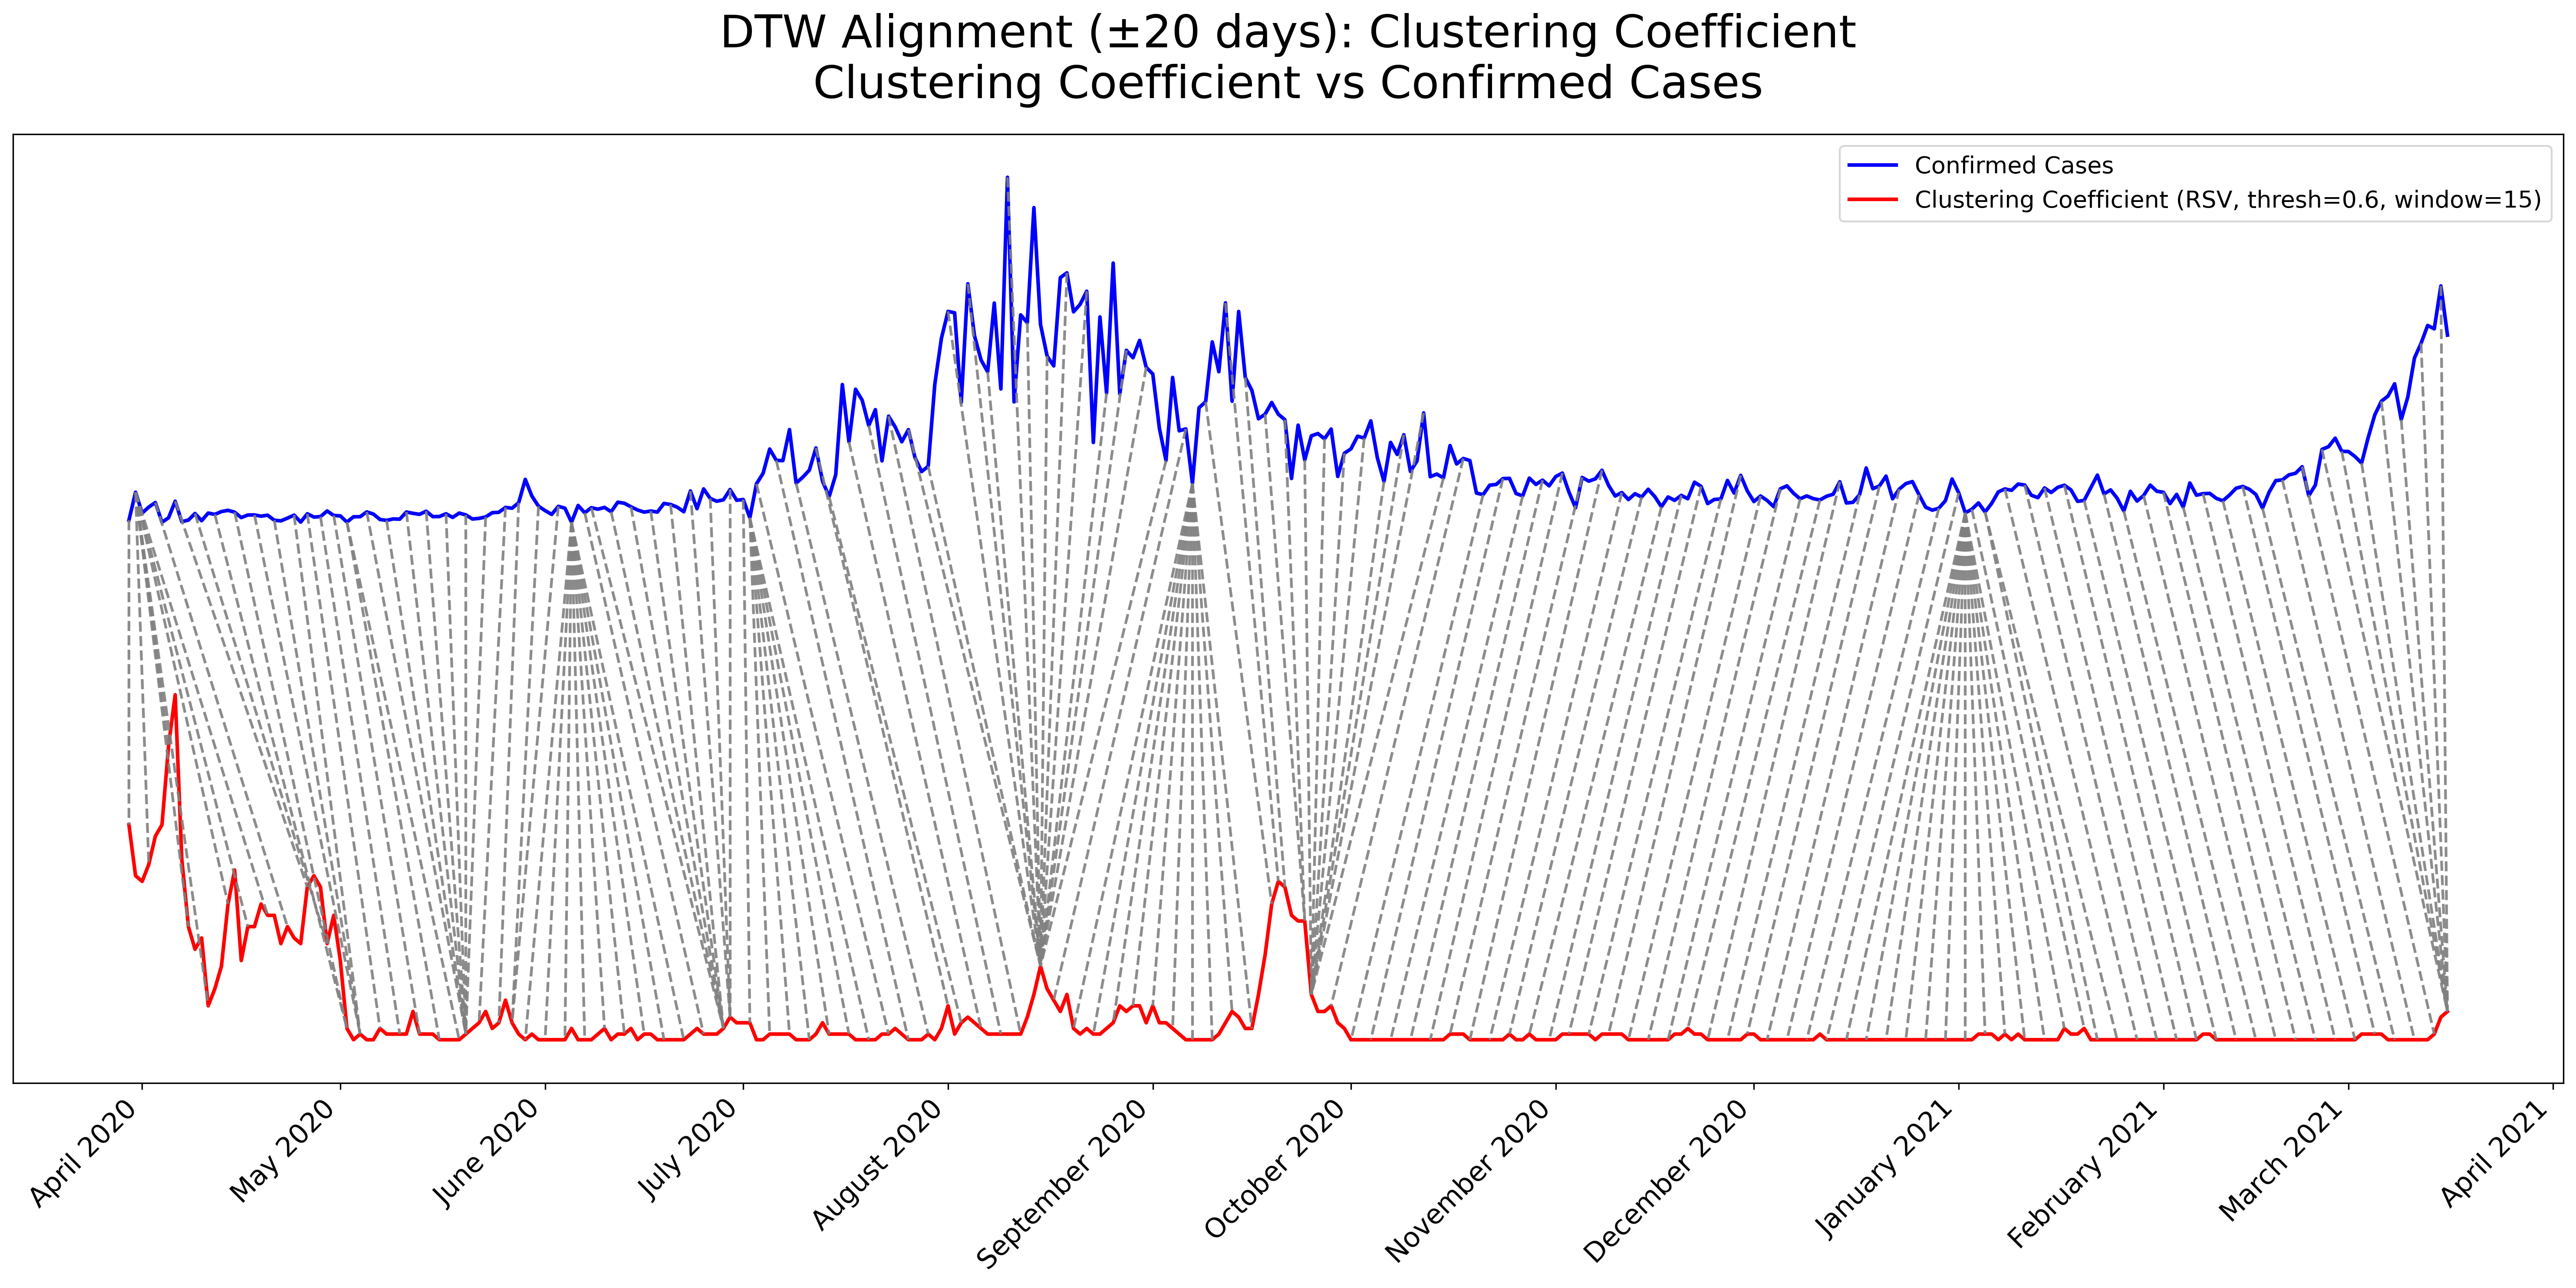 DTW Alignment (±20 days): Clustering Coefficient
Clustering Coefficient vs Confirmed Cases
Confirmed Cases
Clustering Coefficient (RSV, thresh=0.6, window=15)
April 2020
May 2020
June 2020
July 2020
August 2020
September 2020
October 2020
November 2020
December 2020
January 2021
February 2021
March 2021
April 2021